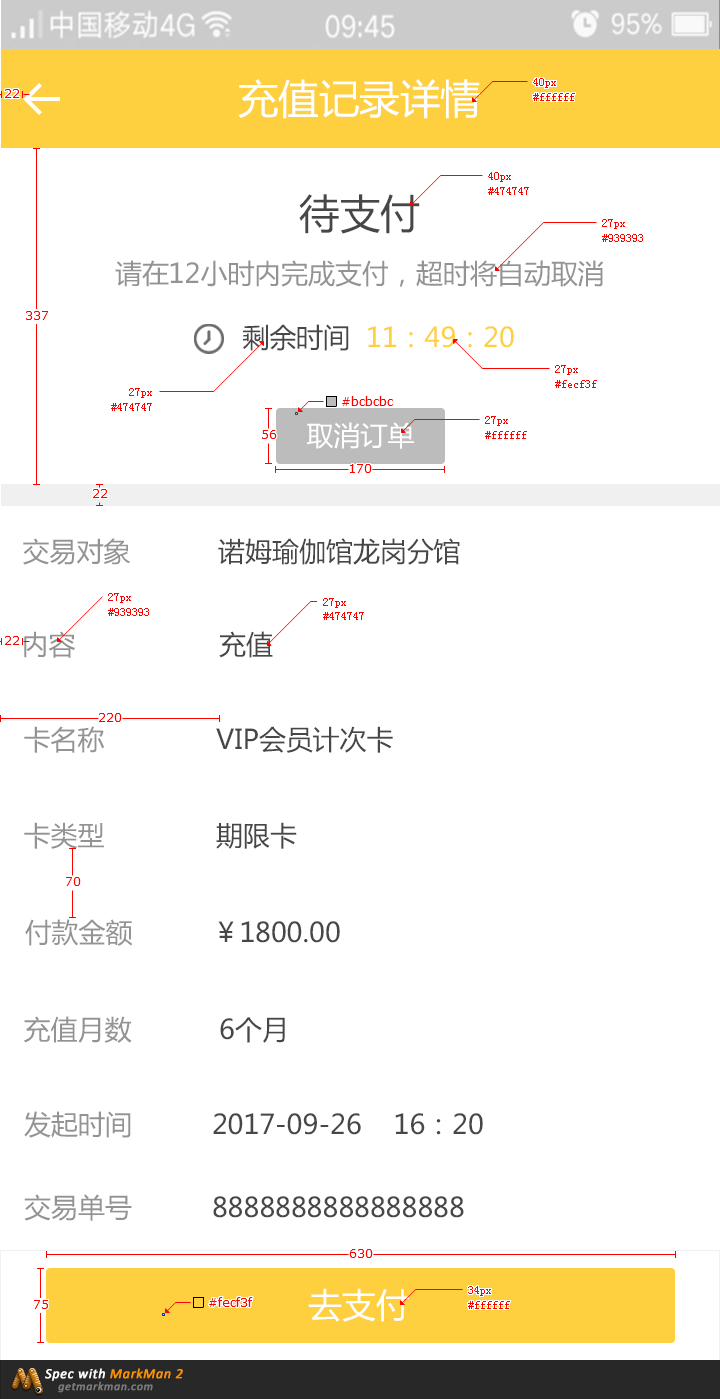 中国移动4G 09:45 95%
22 充值记录详情 40px
#ffffff
40px
#474747
待支付
27px
#939393
请在12小时内完成支付，超时将自动取消
337
剩余时间 11：49：20
27px
#fecf3f
27px
#474747
#bcbcbc
56 取消订单 27px
#ffffff
170
22
交易对象 诺姆瑜伽馆龙岗分馆
27px
#939393
27px
#474747
22 内容 充值
220
卡名称 VIP会员计次卡
卡类型 期限卡
70
付款金额 ¥1800.00
充值月数 6个月
发起时间 2017-09-26 16：20
交易单号 8888888888888888
630
75 #fecf3f 去支付 34px
#ffffff
Spec with MarkMan 2
getmarkman.com